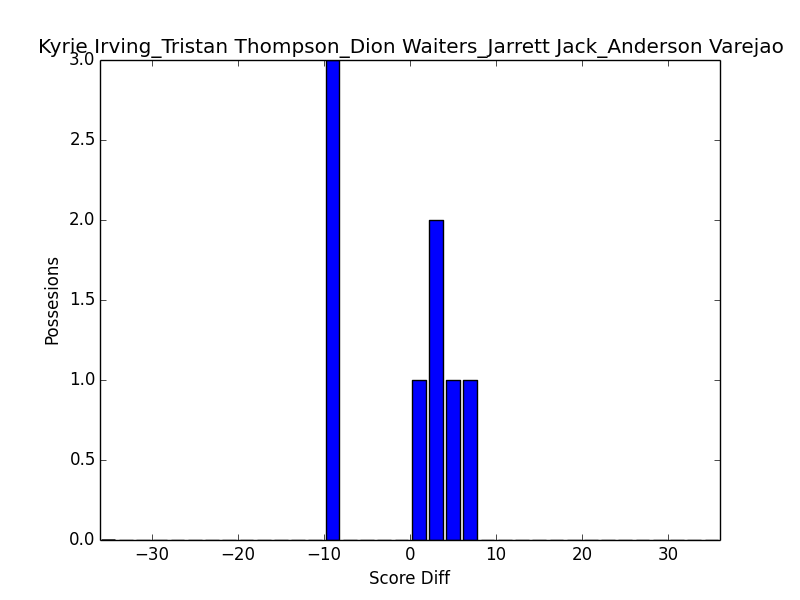 Kyrie Irving_Tristan Thompson_Dion Waiters_Jarrett Jack_Anderson Varejao
3.0
2.5
2.0
1.5
1.0
0.5
0.0
Possesions
−30 −20 −10 0 10 20 30
Score Diff